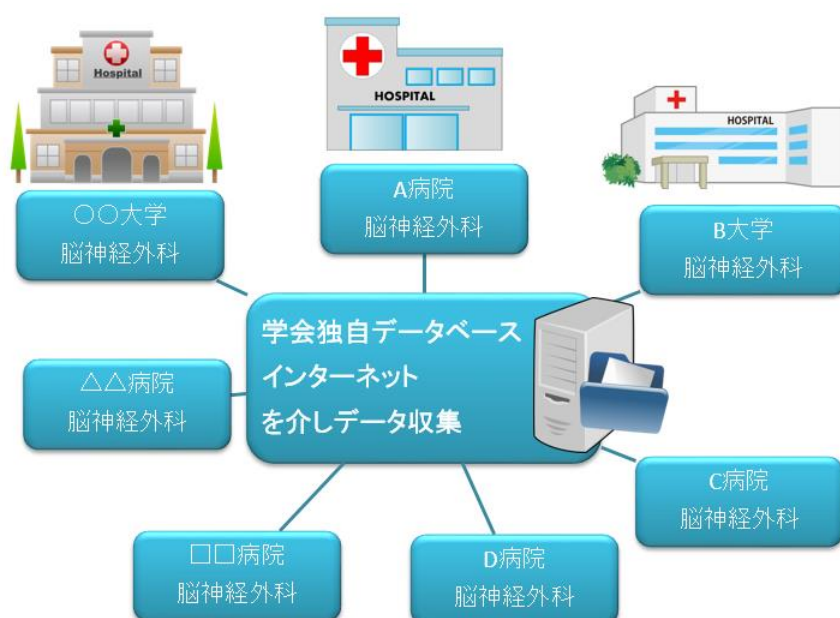 Hospital
HOSPITAL
HOSPITAL
〇〇大学
脳神経外科
A病院
脳神経外科
B大学
脳神経外科
学会独自データベース
インターネット
を介しデータ収集
△△病院
脳神経外科
C病院
脳神経外科
□□病院
脳神経外科
D病院
脳神経外科